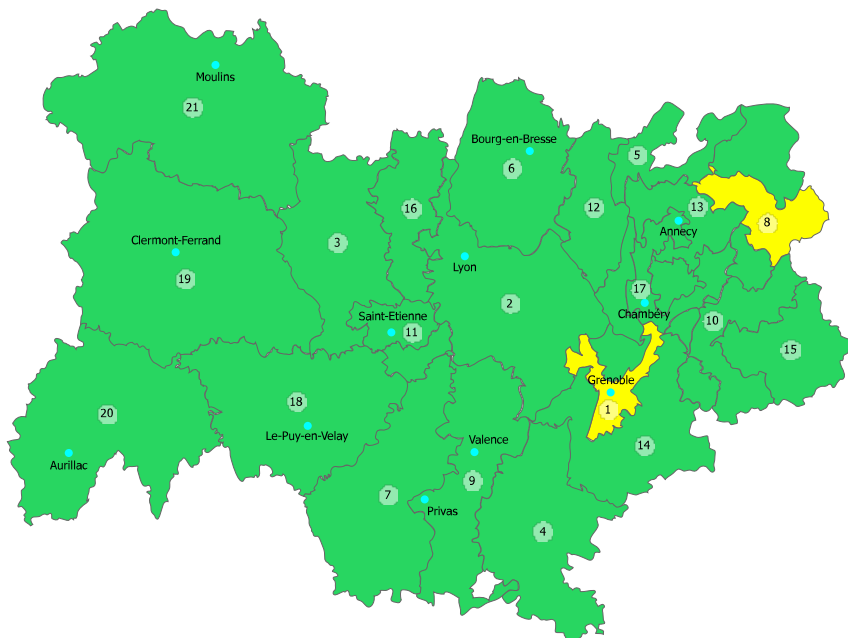 Moulins
21
Bourg-en-Bresse
6
5
12
16
13
8
Annecy
3
Clermont-Ferrand
19
Lyon
17
2
Chambéry
10
Saint-Etienne
11
15
Grenoble
1
18
20
Le-Puy-en-Velay
14
Valence
Aurillac
9
7
Privas
4